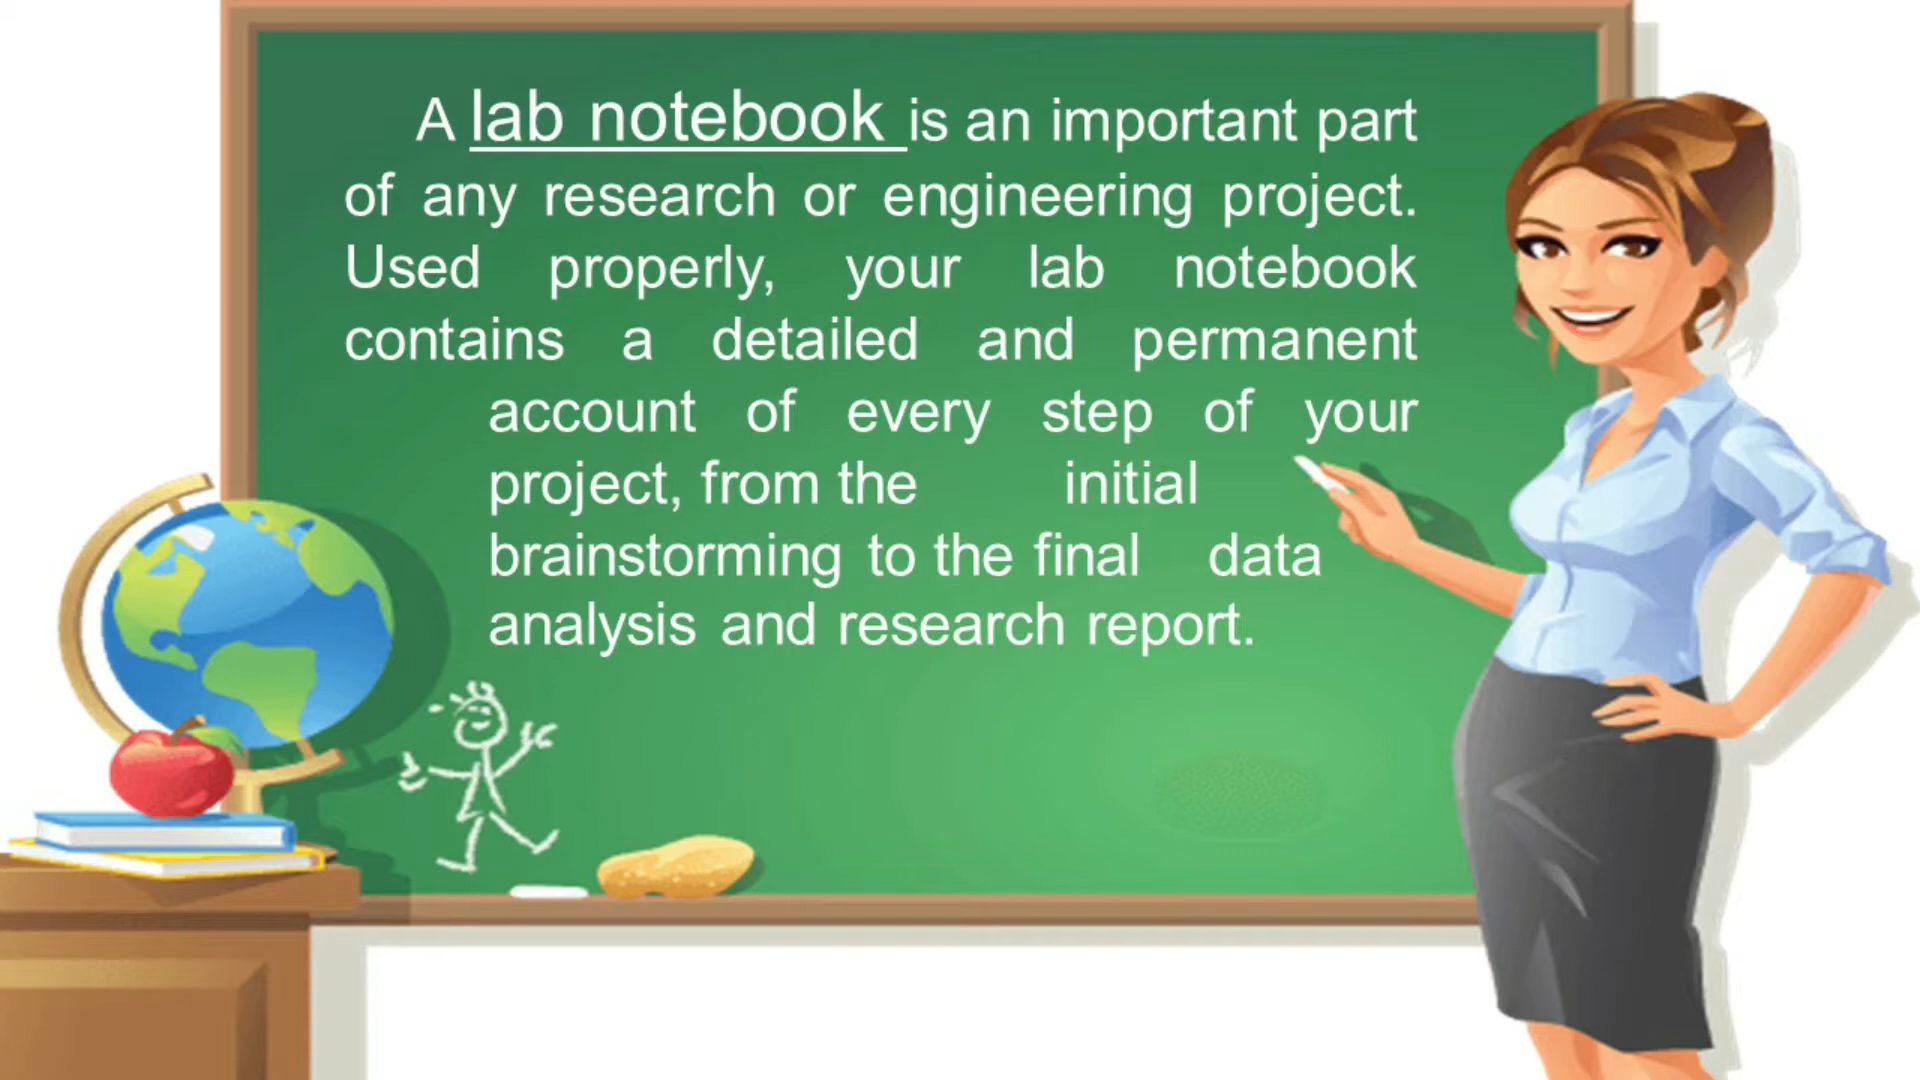 A lab notebook is an important part
of any research or engineering project.
Used properly, your lab notebook
contains a detailed and permanent
account of every step of your
project, from the initial
brainstorming to the final data
analysis and research report.